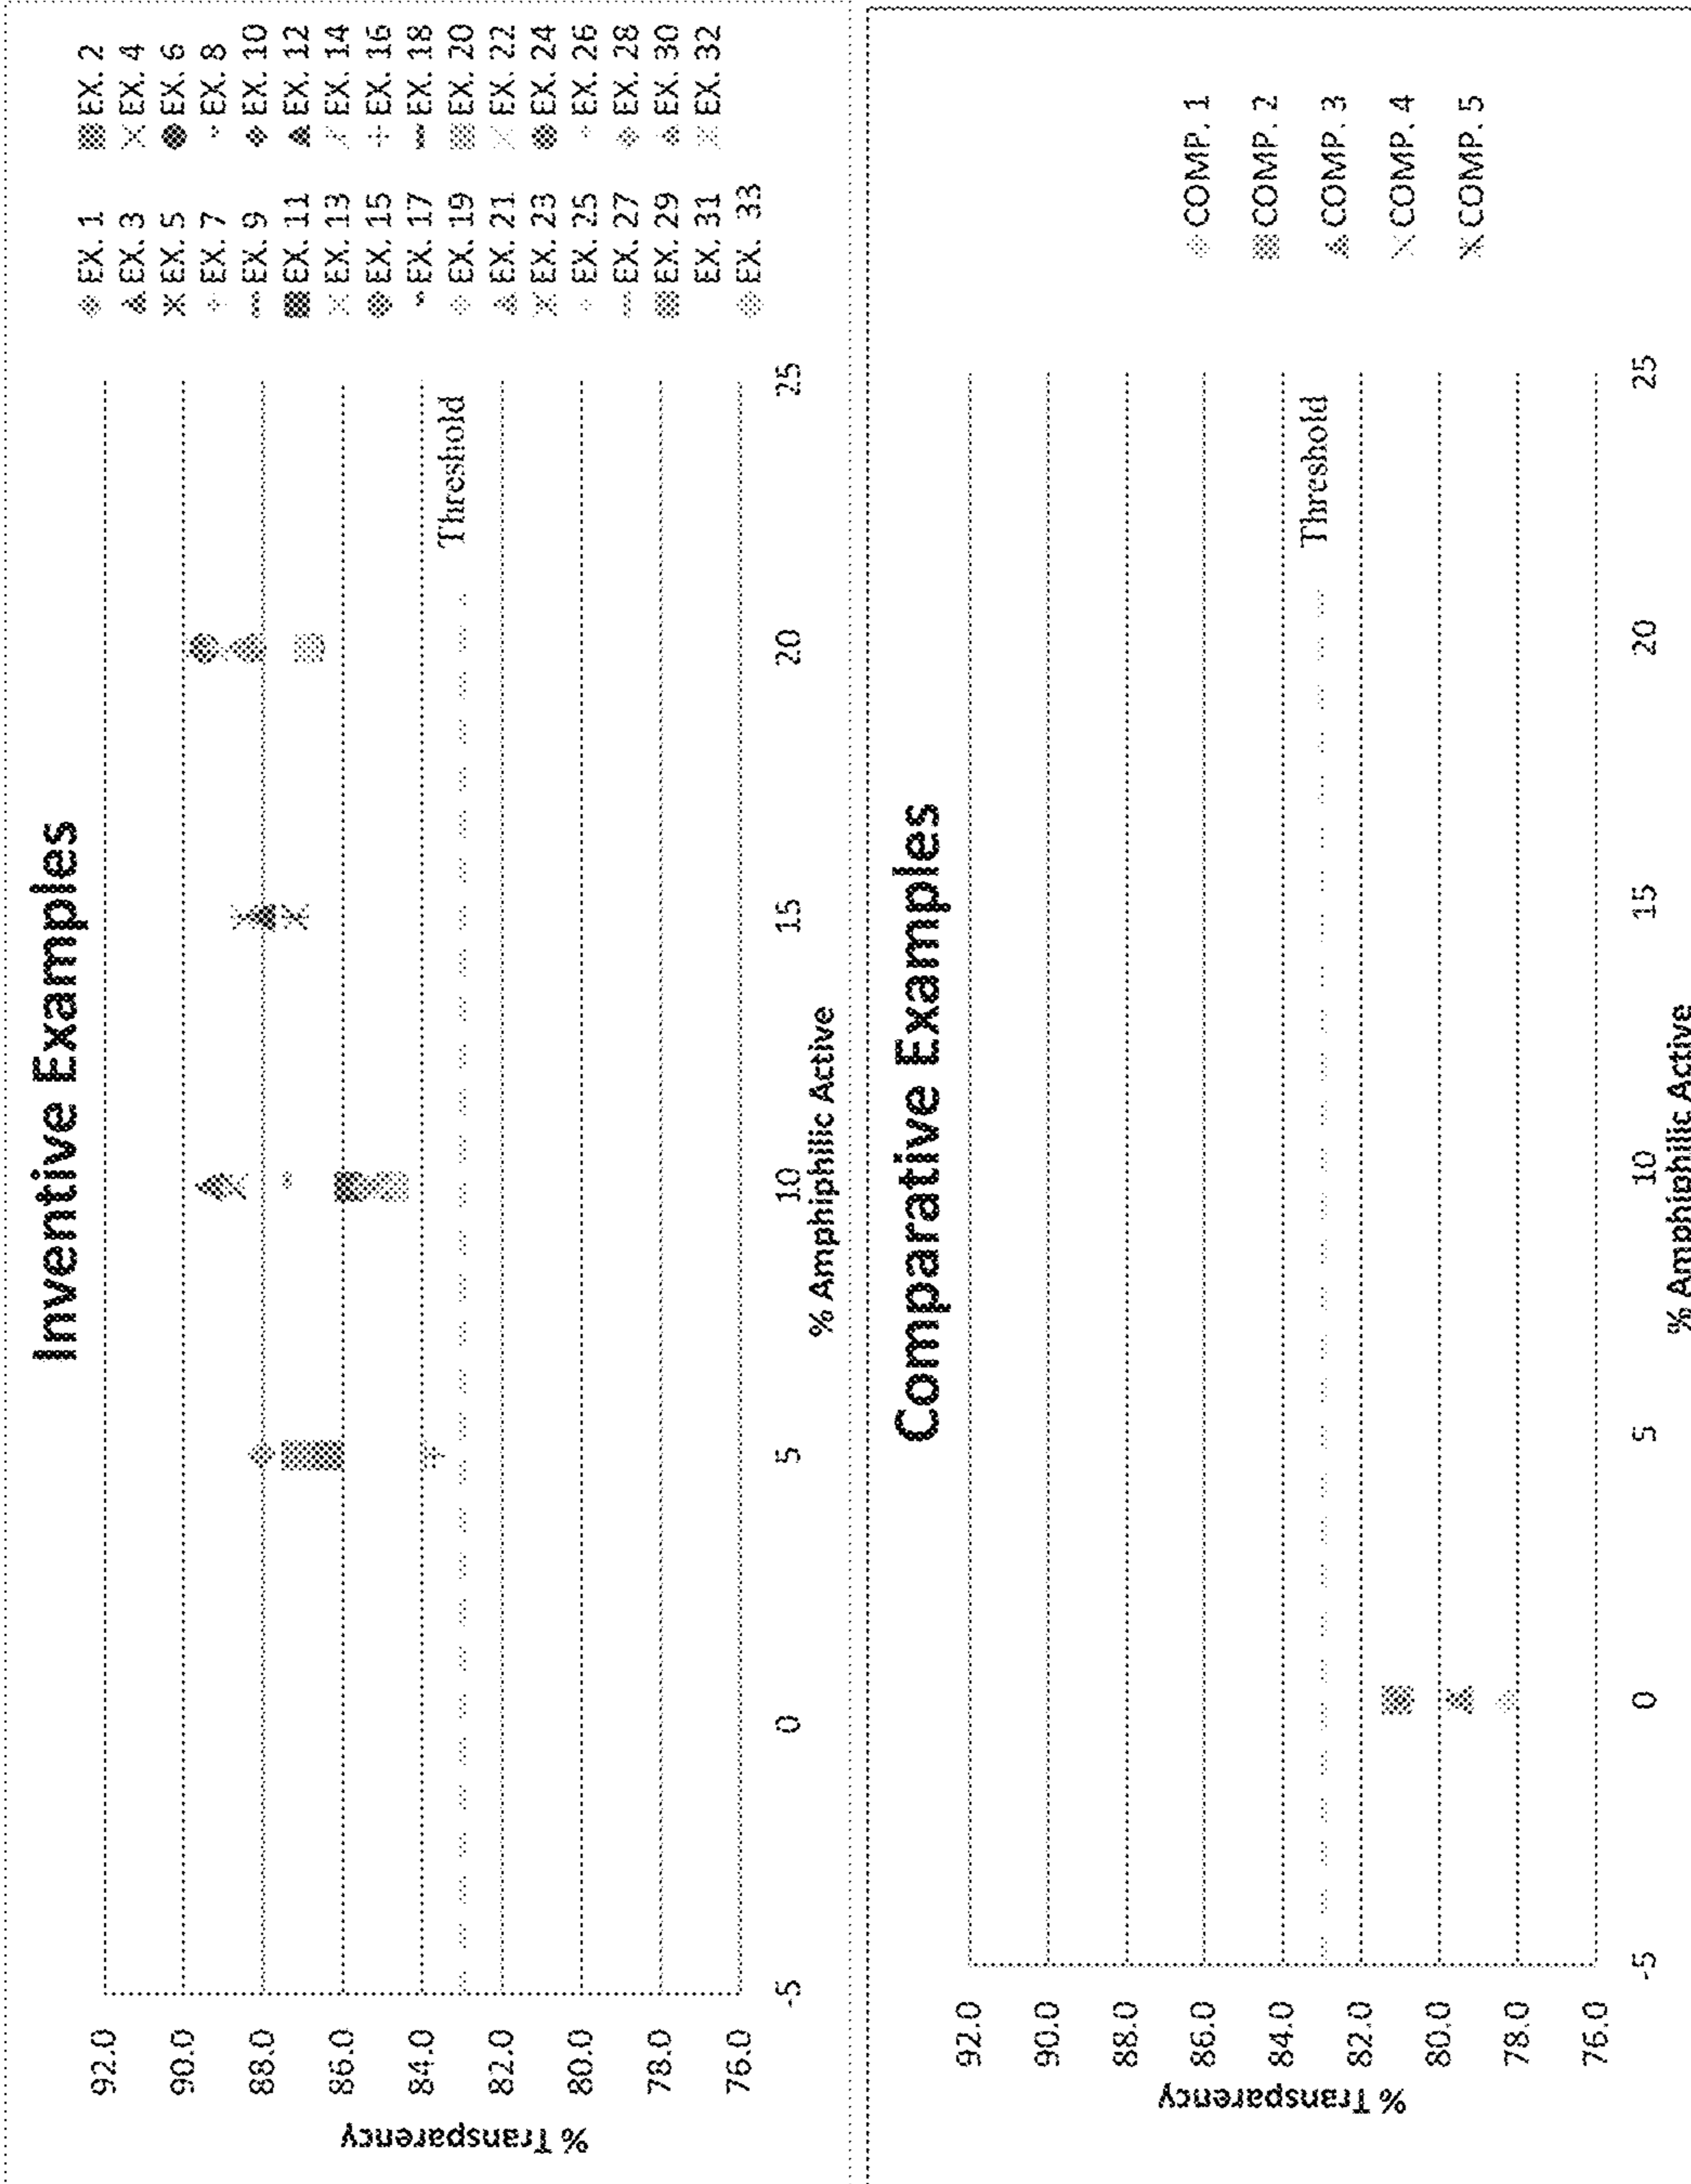 Inventive Examples
% Transparency
92.0
90.0
88.0
86.0
84.0
82.0
80.0
78.0
76.0
-5
0
5
10
15
20
25
% Amphiphilic Active
Threshold
EX. 1
EX. 2
EX. 3
EX. 4
EX. 5
EX. 6
EX. 7
EX. 8
EX. 9
EX. 10
EX. 11
EX. 12
EX. 13
EX. 14
EX. 15
EX. 16
EX. 17
EX. 18
EX. 19
EX. 20
EX. 21
EX. 22
EX. 23
EX. 24
EX. 25
EX. 26
EX. 27
EX. 28
EX. 29
EX. 30
EX. 31
EX. 32
EX. 33
Comparative Examples
% Transparency
92.0
90.0
88.0
86.0
84.0
82.0
80.0
78.0
76.0
-5
0
5
10
15
20
25
% Amphiphilic Active
Threshold
COMP. 1
COMP. 2
COMP. 3
COMP. 4
COMP. 5